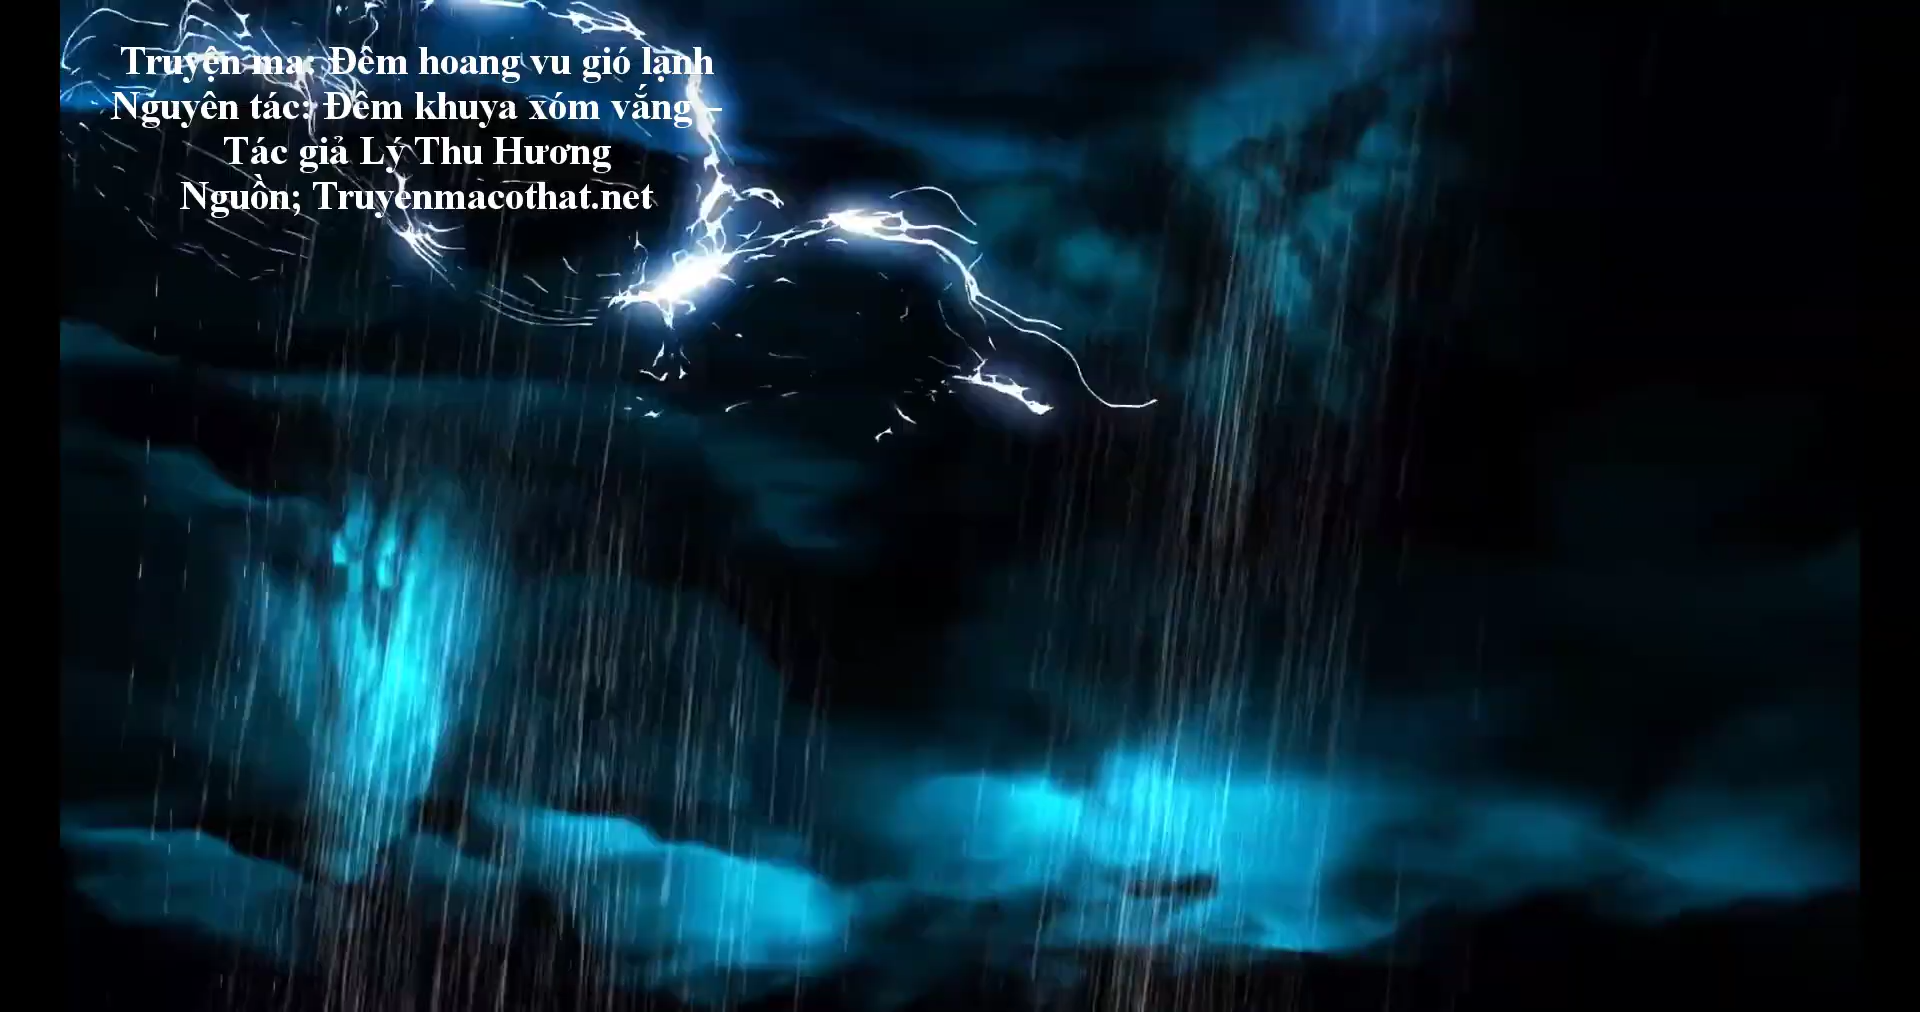 Truyện ma: Đêm hoang vu gió lạnh
Nguyên tác: Đêm khuya xóm vắng –
Tác giả Lý Thu Hương
Nguồn; Truyenmacothat.net